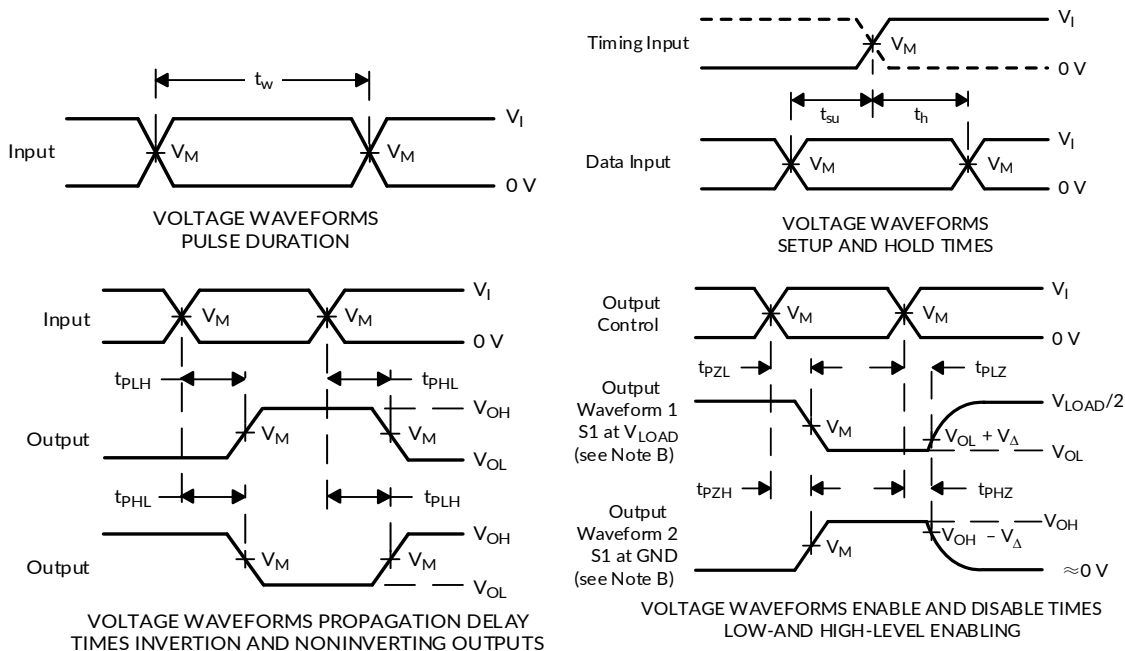 t_w
V_I
Input
V_M
V_M
0 V
VOLTAGE WAVEFORMS
PULSE DURATION
V_I
Timing Input
V_M
0 V
t_su
t_h
V_I
Data Input
V_M
V_M
0 V
VOLTAGE WAVEFORMS
SETUP AND HOLD TIMES
V_I
Input
V_M
V_M
0 V
t_PLH
t_PHL
V_OH
Output
V_M
V_M
V_OL
t_PHL
t_PLH
V_OH
Output
V_M
V_M
V_OL
VOLTAGE WAVEFORMS PROPAGATION DELAY
TIMES INVERTION AND NONINVERTING OUTPUTS
V_I
Output
Control
V_M
V_M
0 V
t_PZL
t_PLZ
Output
Waveform 1
S1 at V_LOAD
(see Note B)
V_LOAD/2
V_M
V_OL + V_Δ
V_OL
t_PZH
t_PHZ
Output
Waveform 2
S1 at GND
(see Note B)
V_OH
V_M
V_OH – V_Δ
≈0 V
VOLTAGE WAVEFORMS ENABLE AND DISABLE TIMES
LOW-AND HIGH-LEVEL ENABLING